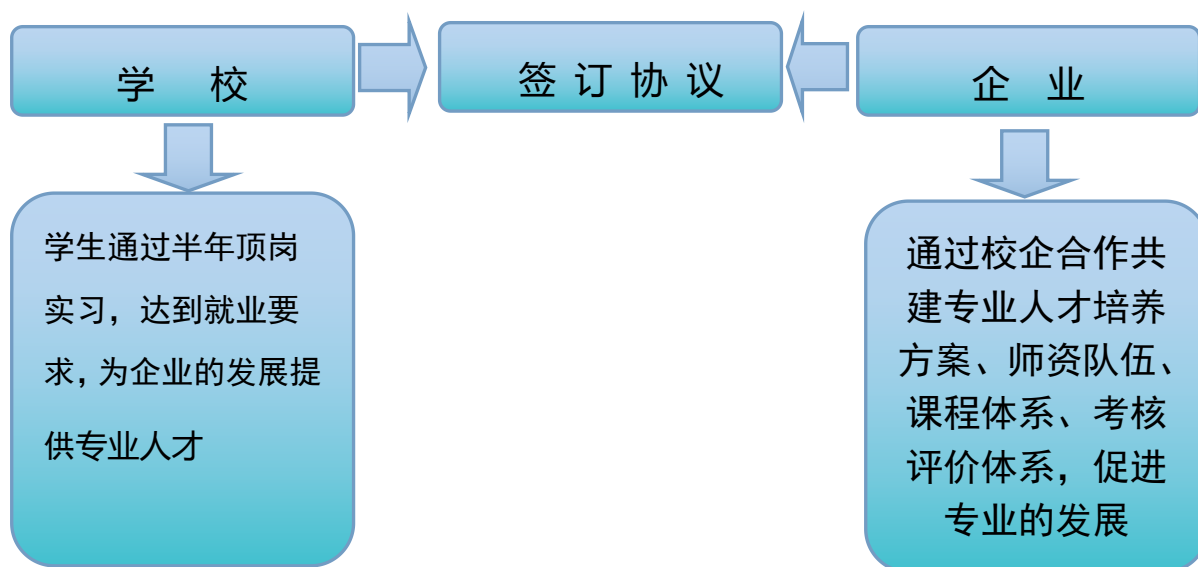 学 校
签 订 协 议
企 业
学生通过半年顶岗
实习，达到就业要
求，为企业的发展提
供专业人才
通过校企合作共
建专业人才培养
方案、师资队伍、
课程体系、考核
评价体系，促进
专业的发展